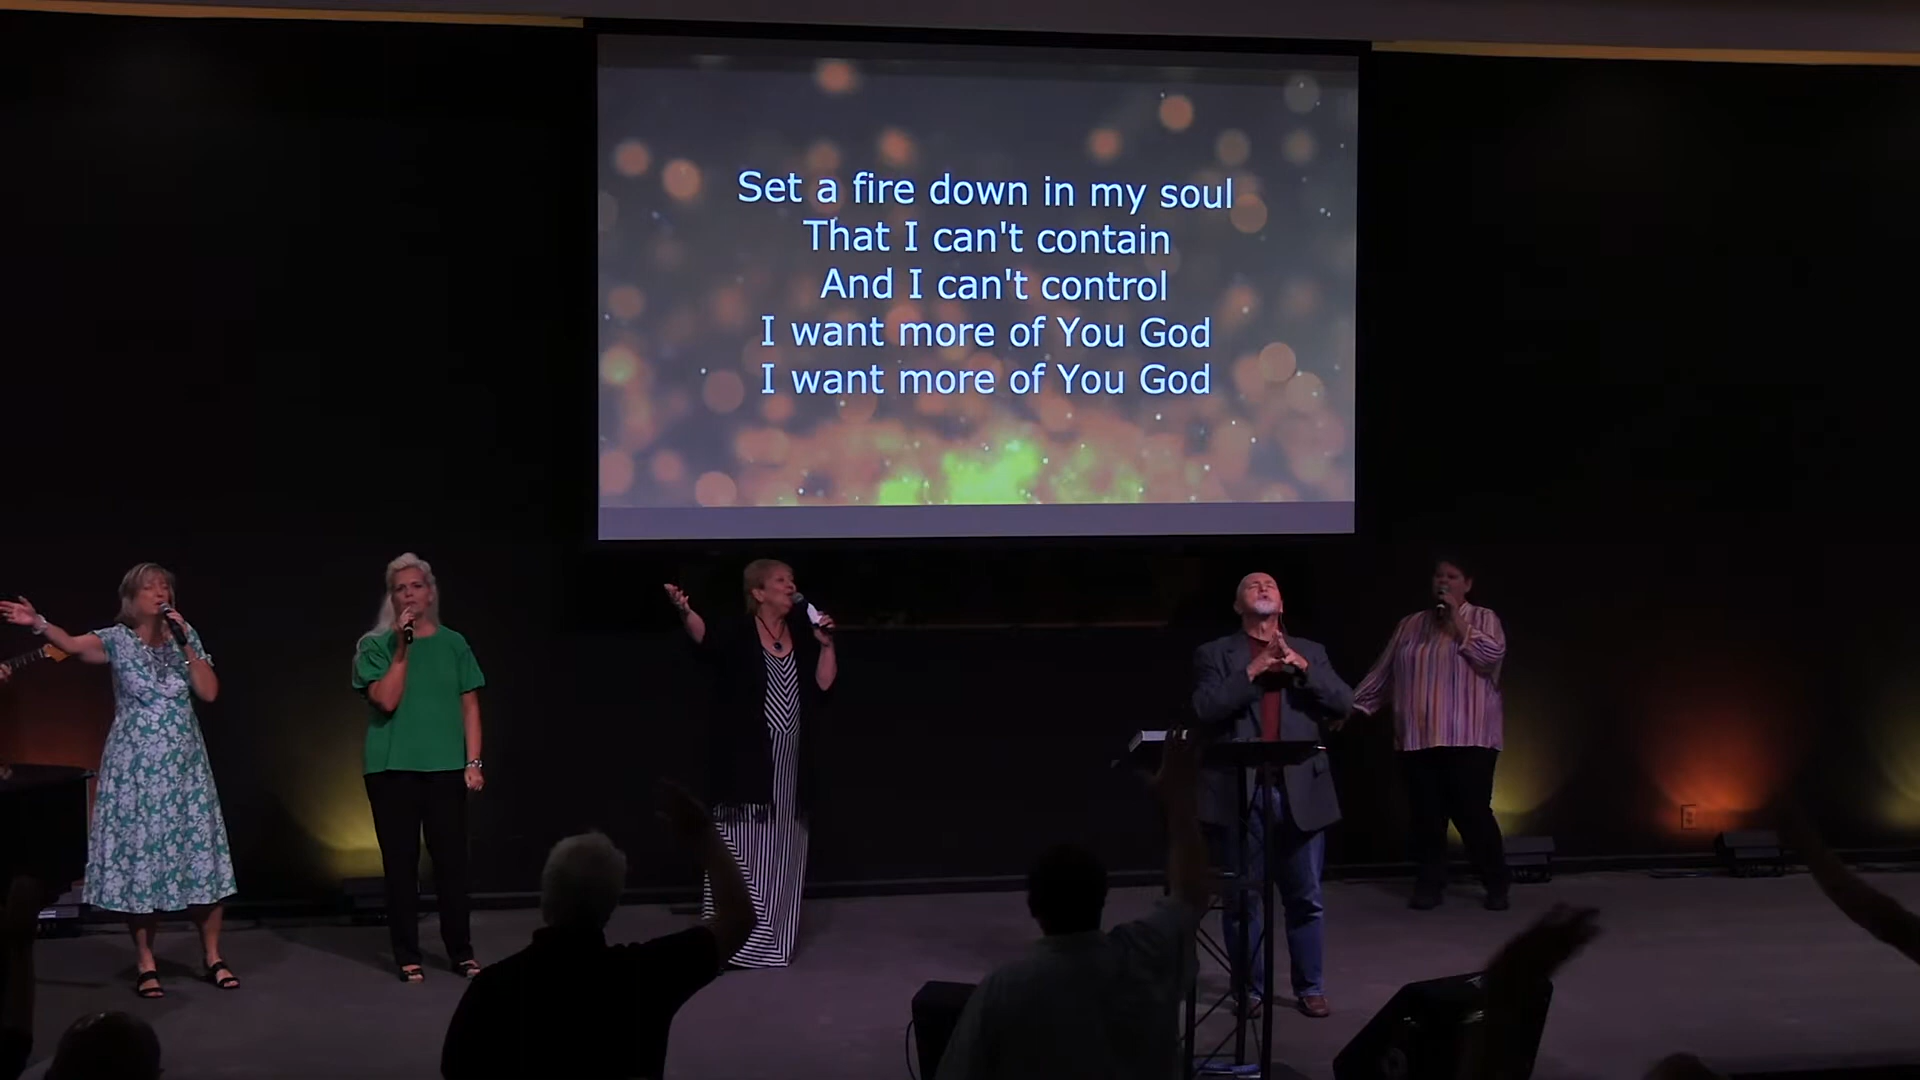 Set a fire down in my soul
That I can't contain
And I can't control
I want more of You God
I want more of You God